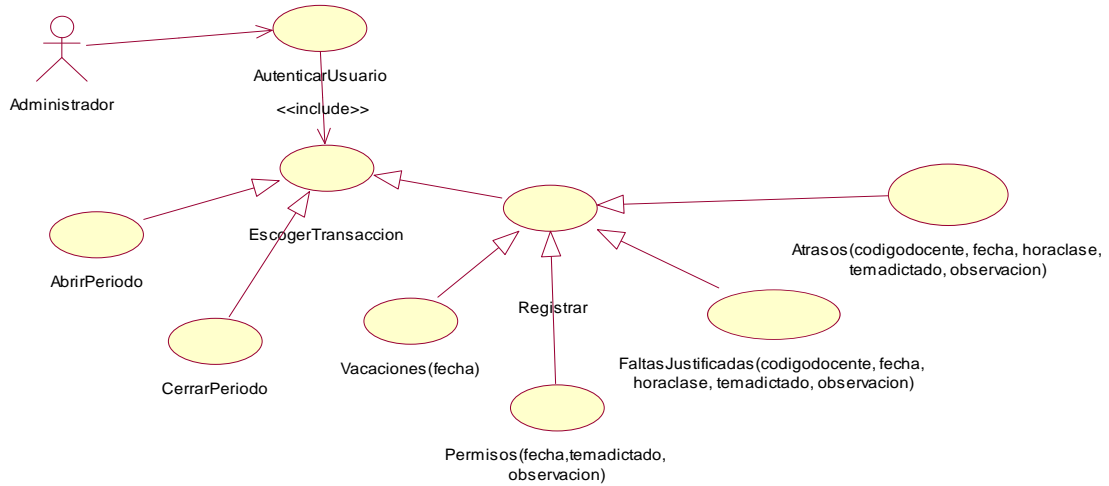 AutenticarUsuario
Administrador
<<include>>
EscogerTransaccion
Atrasos(codigodocente, fecha, horaclase,
temadictado, observacion)
AbrirPeriodo
Registrar
Vacaciones(fecha)
FaltasJustificadas(codigodocente, fecha,
horaclase, temadictado, observacion)
CerrarPeriodo
Permisos(fecha,temadictado,
observacion)